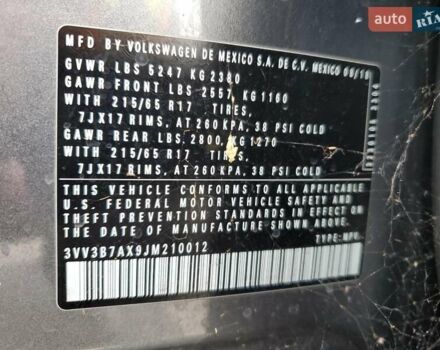 RIA.com
MFD BY VOLKSWAGEN DE MEXICO S.A. DE C.V. MEXICO 06/18
GVWR LBS 5247 KG 2380
GAWR FRONT LBS 2557, KG 1160
WITH 215/65 R17 TIRES,
7JX17 RIMS, AT 260 KPA, 38 PSI COLD
GAWR REAR LBS. 2800, KG 1270
WITH 215/65 R17 TIRES,
7JX17 RIMS, AT 260 KPA, 38 PSI COLD
THIS VEHICLE CONFORMS TO ALL APPLICABLE
U.S. FEDERAL MOTOR VEHICLE SAFETY AND
THEFT PREVENTION STANDARDS IN EFFECT ON
THE DATE OF MANUFACTURE SHOWN ABOVE.
3VV3B7AX9JM210012 TYPE: MPV